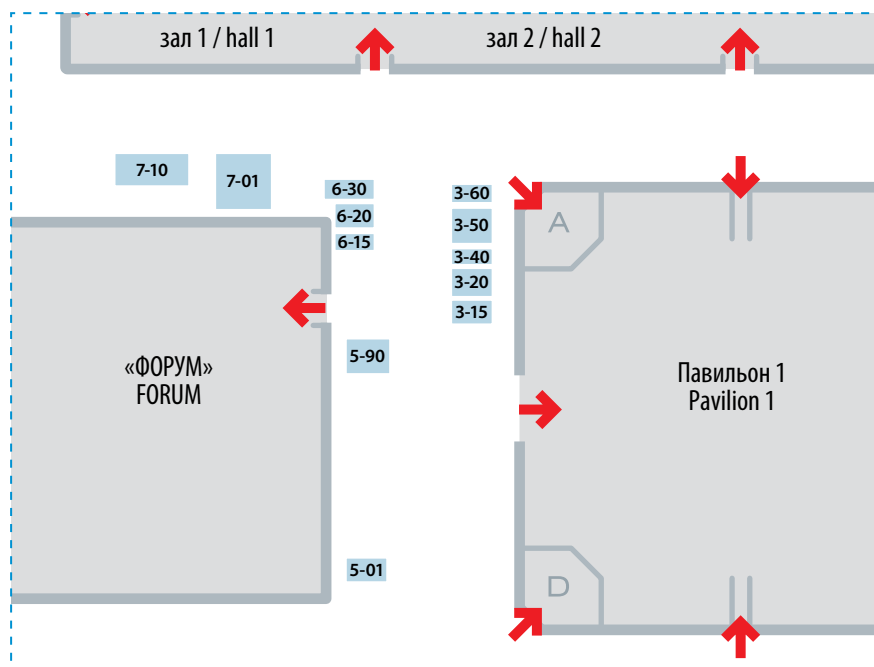 зал 1 / hall 1
зал 2 / hall 2
7-10
7-01
6-30
6-20
6-15
3-60
3-50
3-40
3-20
3-15
A
5-90
«ФОРУМ»
FORUM
Павильон 1
Pavilion 1
5-01
D